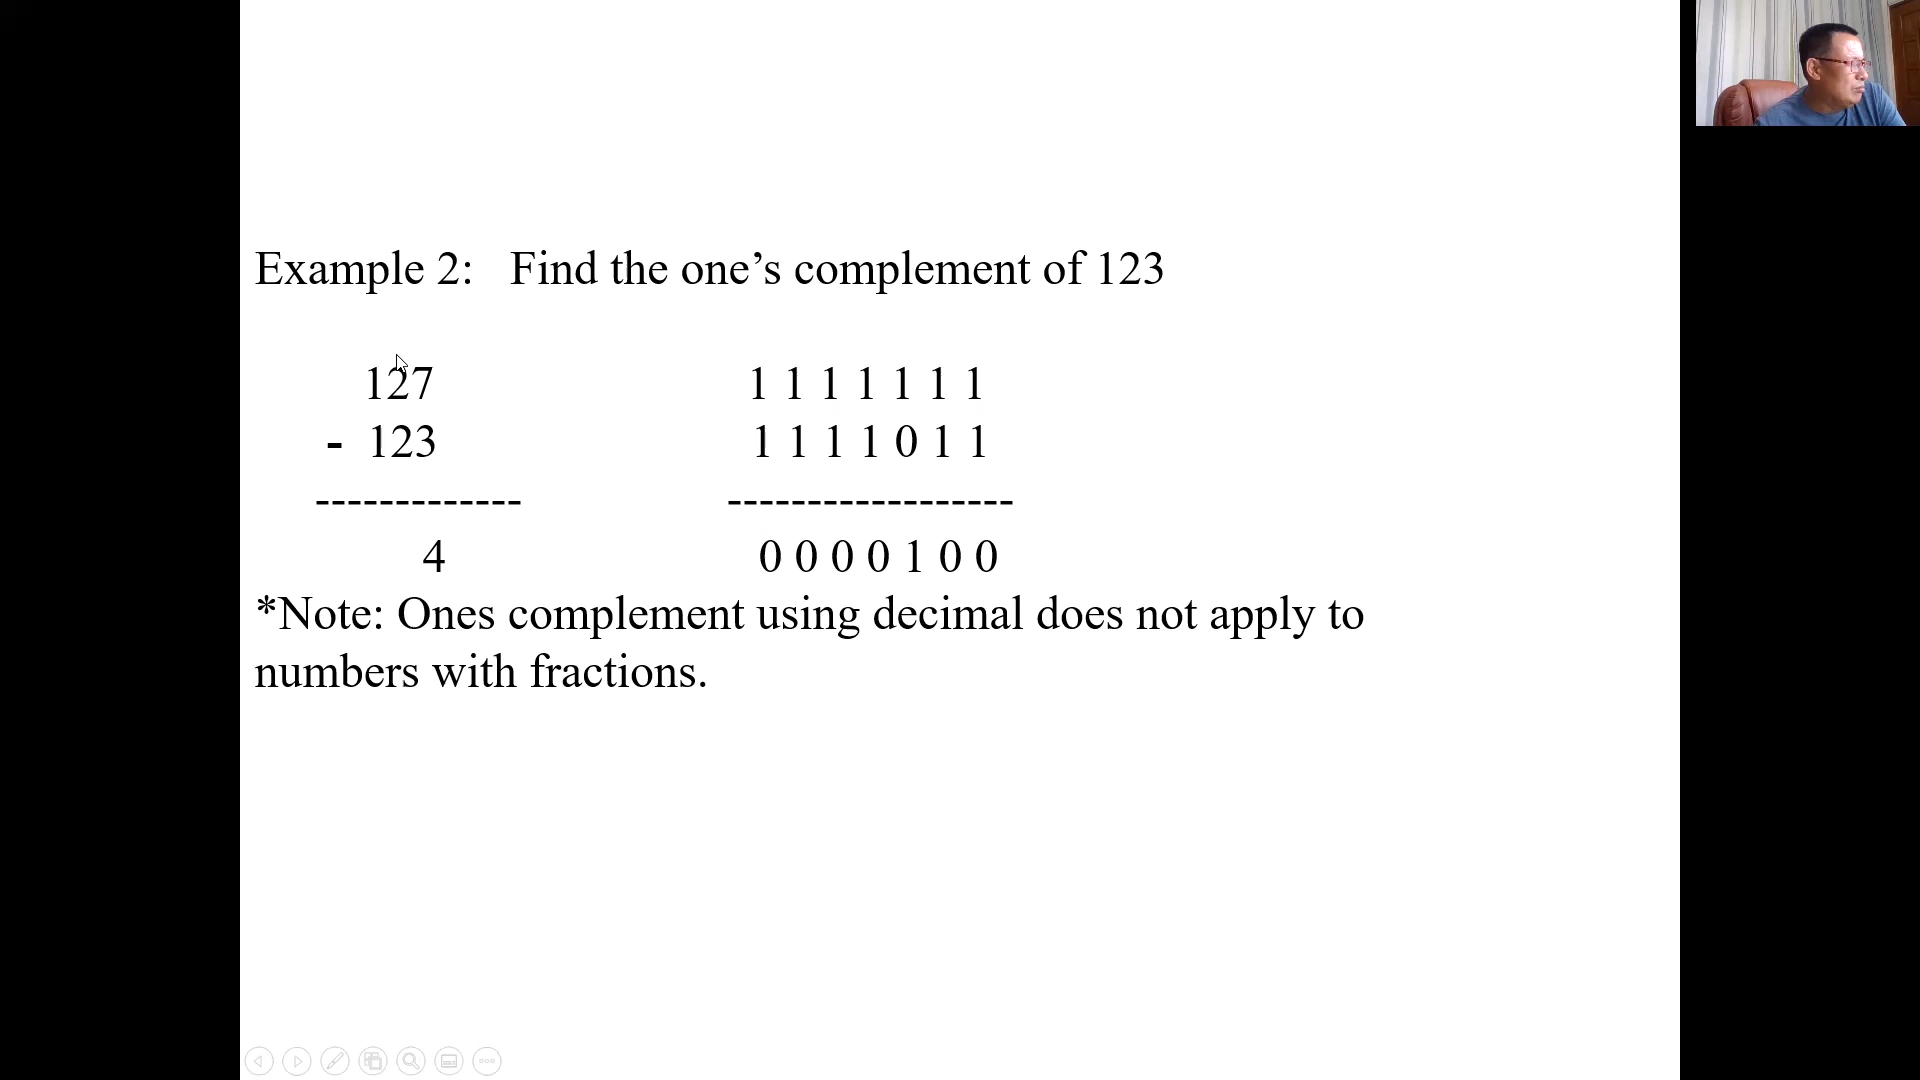 Example 2: Find the one’s complement of 123
127 1 1 1 1 1 1 1
- 123 1 1 1 1 0 1 1
------------- ------------------
4 0 0 0 0 1 0 0
*Note: Ones complement using decimal does not apply to
numbers with fractions.